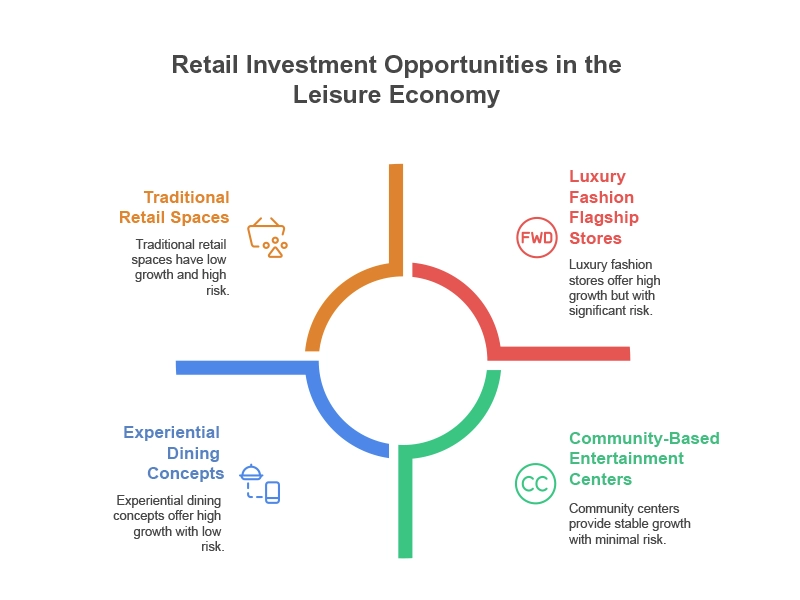 Retail Investment Opportunities in the
Leisure Economy
Traditional
Retail Spaces
Traditional retail
spaces have low
growth and high
risk.
Luxury
Fashion
Flagship
Stores
FWD
Luxury fashion
stores offer high
growth but with
significant risk.
Experiential
Dining
Concepts
Experiential dining
concepts offer high
growth with low
risk.
Community-Based
Entertainment
Centers
CC
Community centers
provide stable growth
with minimal risk.